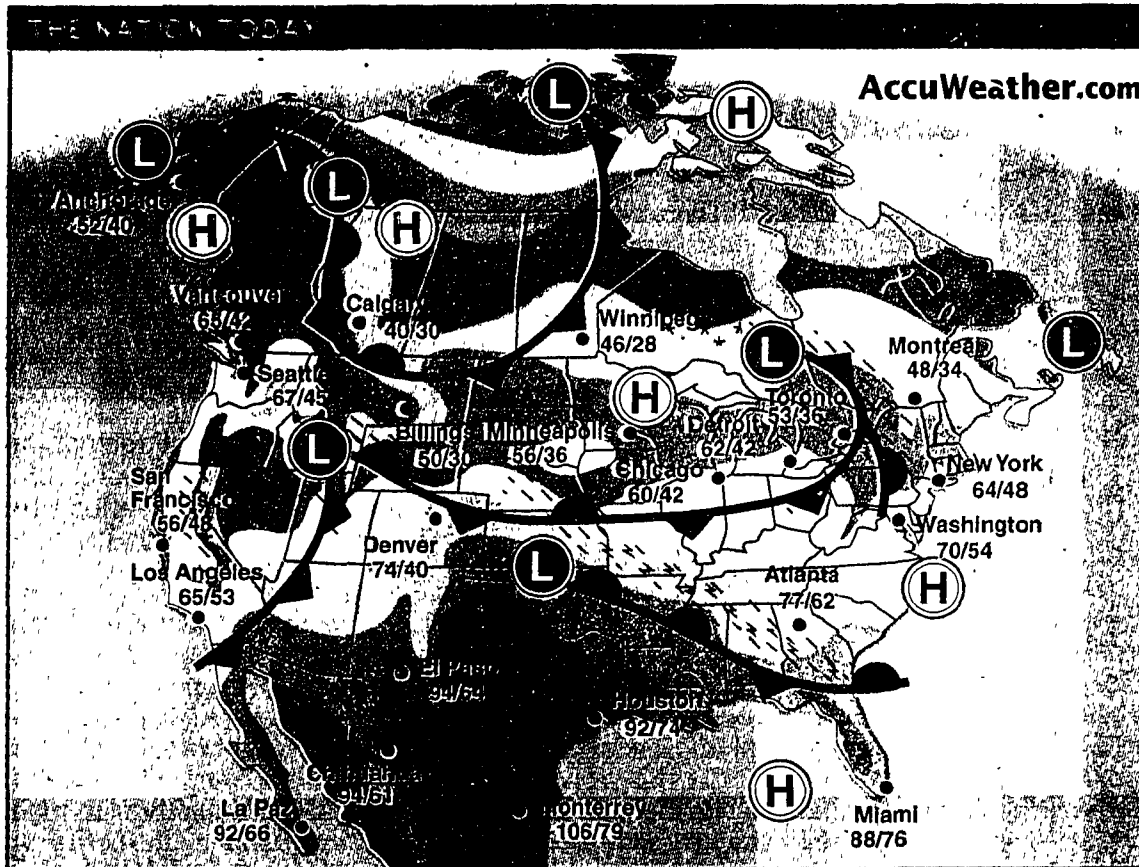 THE NATION TODAY
AccuWeather.com
L
H
L
L
Anchorage
52/40
H
H
Vancouver
Calgary
40/30
Winnipeg
46/28
L
Montreal
48/34
L
Seattle
67/45
H
Toronto
53/36
L
Billings
50/30
Minneapolis
56/36
Detroit
62/42
Chicago
60/42
New York
64/48
San
Francisco
56/48
Washington
70/54
Denver
74/40
L
Los Angeles
65/53
Atlanta
77/62
H
El Paso
94/64
Houston
92/74
Chihuahua
94/61
H
La Paz
92/66
Monterrey
106/79
Miami
88/76